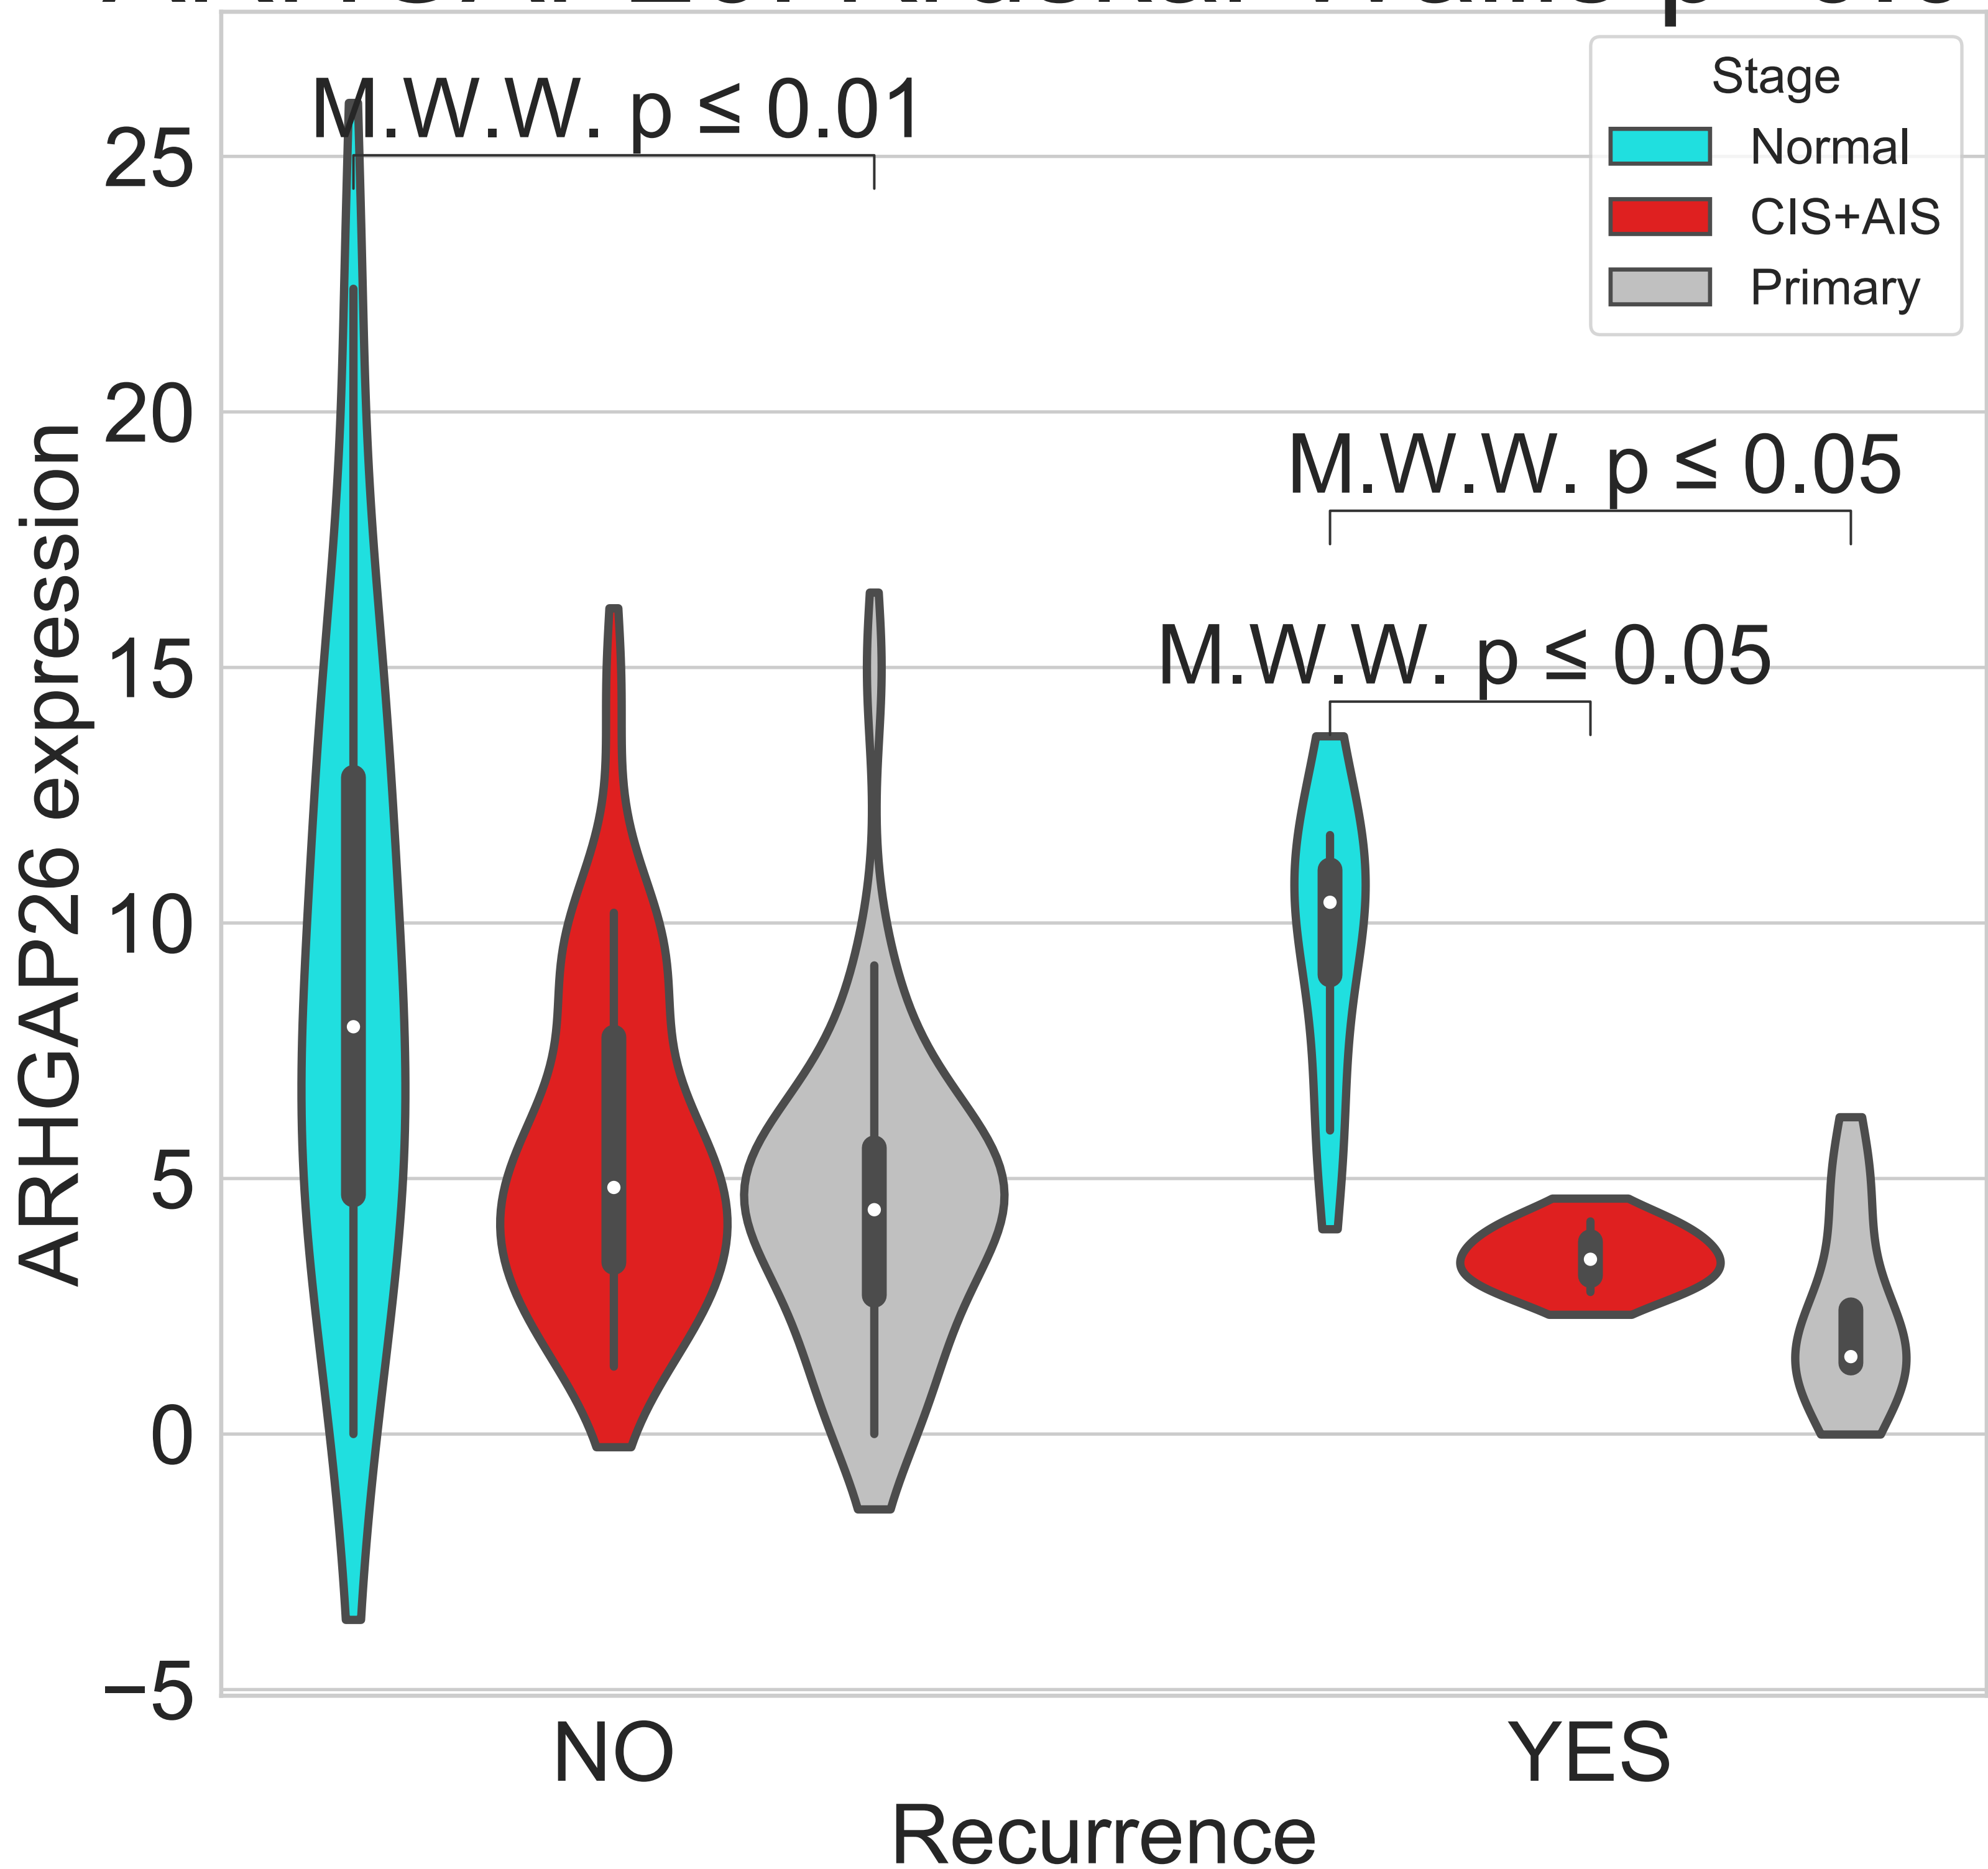 M.W.W. p ≤ 0.01
Stage
Normal
CIS+AIS
Primary
M.W.W. p ≤ 0.05
M.W.W. p ≤ 0.05
ARHGAP26 expression
25
20
15
10
5
0
−5
NO
YES
Recurrence